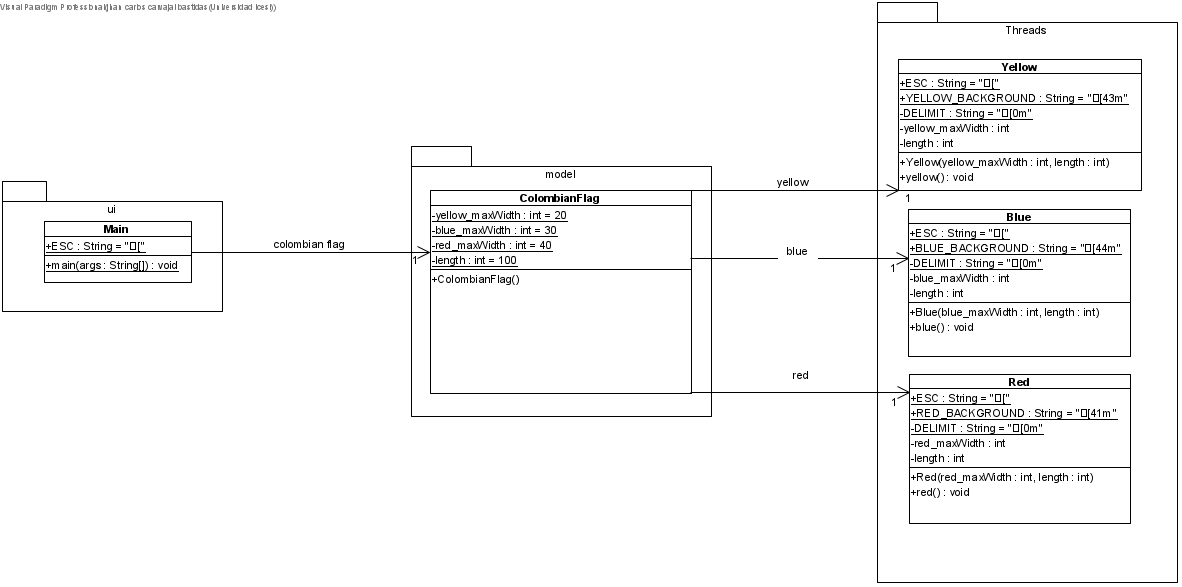 Visual Paradigm Professional(juan carlos carvajal bastidas(Universidad Icesi))
ui
Main
+ESC : String = "□["
+main(args : String[]) : void
colombian flag
1
model
ColombianFlag
-yellow_maxWidth : int = 20
-blue_maxWidth : int = 30
-red_maxWidth : int = 40
-length : int = 100
+ColombianFlag()
yellow
1
blue
1
red
1
Threads
Yellow
+ESC : String = "□["
+YELLOW_BACKGROUND : String = "□[43m"
-DELIMIT : String = "□[0m"
-yellow_maxWidth : int
-length : int
+Yellow(yellow_maxWidth : int, length : int)
+yellow() : void
Blue
+ESC : String = "□["
+BLUE_BACKGROUND : String = "□[44m"
-DELIMIT : String = "□[0m"
-blue_maxWidth : int
-length : int
+Blue(blue_maxWidth : int, length : int)
+blue() : void
Red
+ESC : String = "□["
+RED_BACKGROUND : String = "□[41m"
-DELIMIT : String = "□[0m"
-red_maxWidth : int
-length : int
+Red(red_maxWidth : int, length : int)
+red() : void